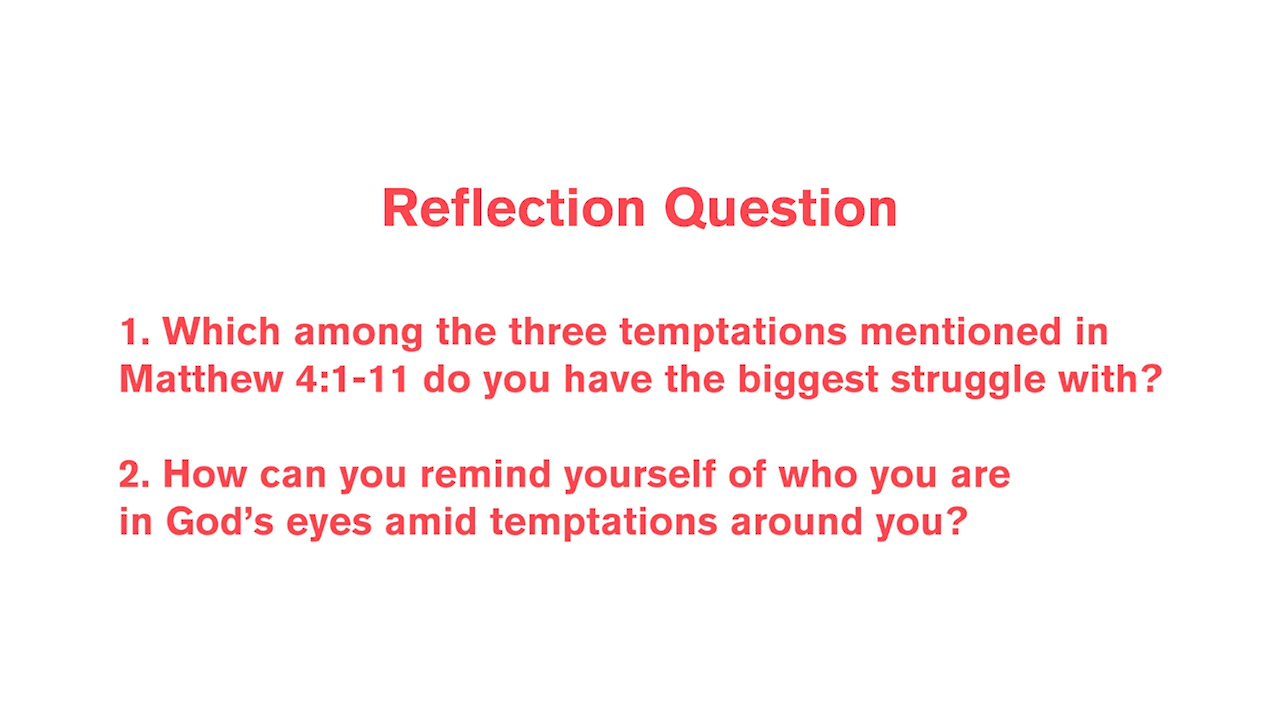 Reflection Question
1. Which among the three temptations mentioned in
Matthew 4:1-11 do you have the biggest struggle with?
2. How can you remind yourself of who you are
in God’s eyes amid temptations around you?